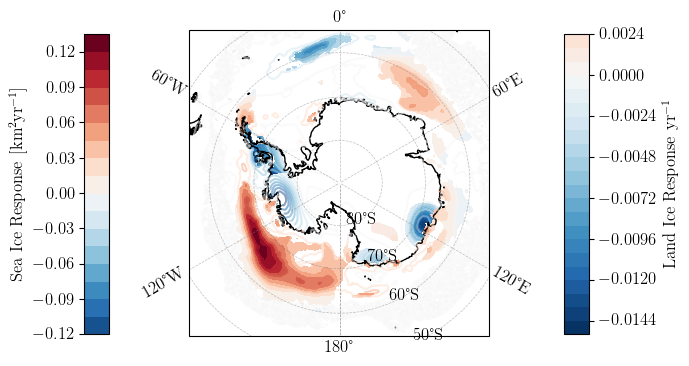 0°
60°W
60°E
120°W
120°E
180°
80°S
70°S
60°S
50°S
Sea Ice Response [km²yr⁻¹]
0.12
0.09
0.06
0.03
0.00
−0.03
−0.06
−0.09
−0.12
0.0024
0.0000
−0.0024
−0.0048
−0.0072
−0.0096
−0.0120
−0.0144
Land Ice Response yr⁻¹